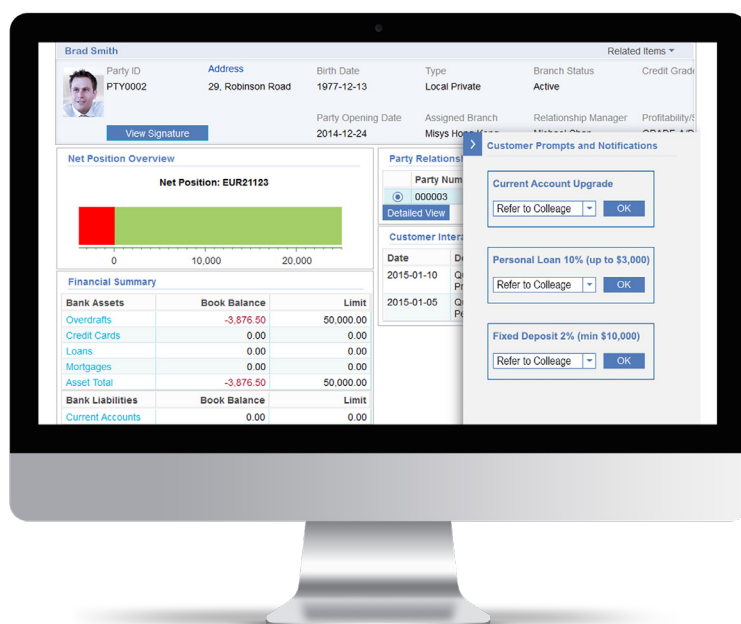 Brad Smith
Related Items
Party ID Address Birth Date Type Branch Status Credit Grade
PTY0002 29, Robinson Road 1977-12-13 Local Private Active
Party Opening Date Assigned Branch Relationship Manager Profitability/
View Signature 2014-12-24 Misys Hong Kong Michael Chan
Net Position Overview
Net Position: EUR21123
0 10,000 20,000
Financial Summary
Bank Assets Book Balance Limit
Overdrafts -3,876.50 50,000.00
Credit Cards 0.00 0.00
Loans 0.00 0.00
Mortgages 0.00 0.00
Asset Total -3,876.50 50,000.00
Bank Liabilities Book Balance Limit
Current Accounts 0.00 0.00
Party Relations
Party Num
000003
Detailed View
Customer Intera
Date
2015-01-10
2015-01-05
Customer Prompts and Notifications
Current Account Upgrade
Refer to Colleage OK
Personal Loan 10% (up to $3,000)
Refer to Colleage OK
Fixed Deposit 2% (min $10,000)
Refer to Colleage OK